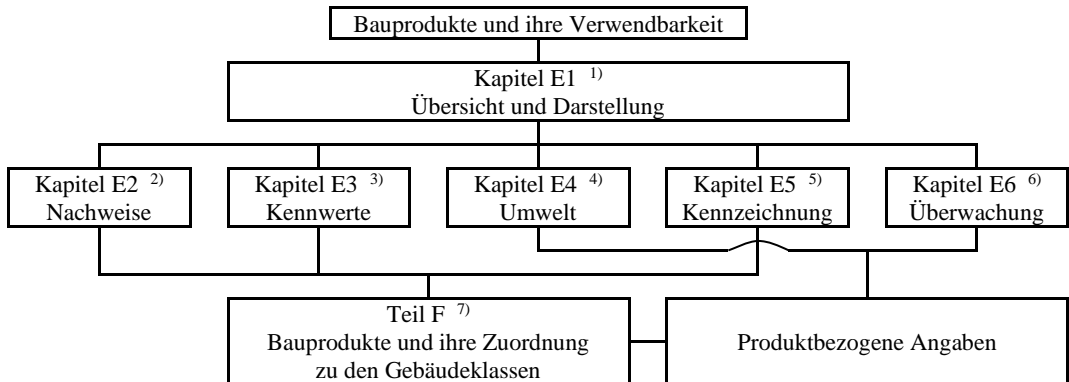 Bauprodukte und ihre Verwendbarkeit
Kapitel E1 1)
Übersicht und Darstellung
Kapitel E2 2)
Nachweise
Kapitel E3 3)
Kennwerte
Kapitel E4 4)
Umwelt
Kapitel E5 5)
Kennzeichnung
Kapitel E6 6)
Überwachung
Teil F 7)
Bauprodukte und ihre Zuordnung
zu den Gebäudeklassen
Produktbezogene Angaben